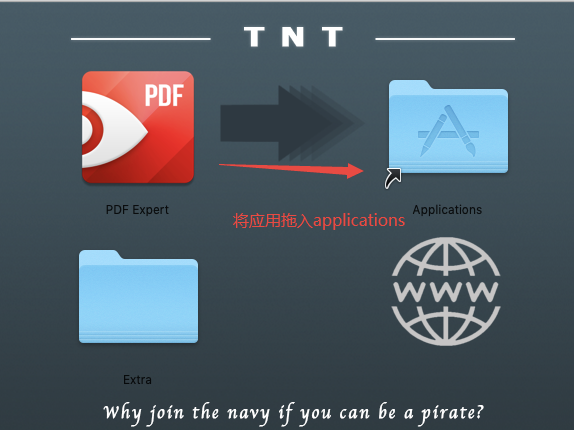 TNT
PDF
PDF Expert
Applications
将应用拖入applications
www
Extra
Why join the navy if you can be a pirate?